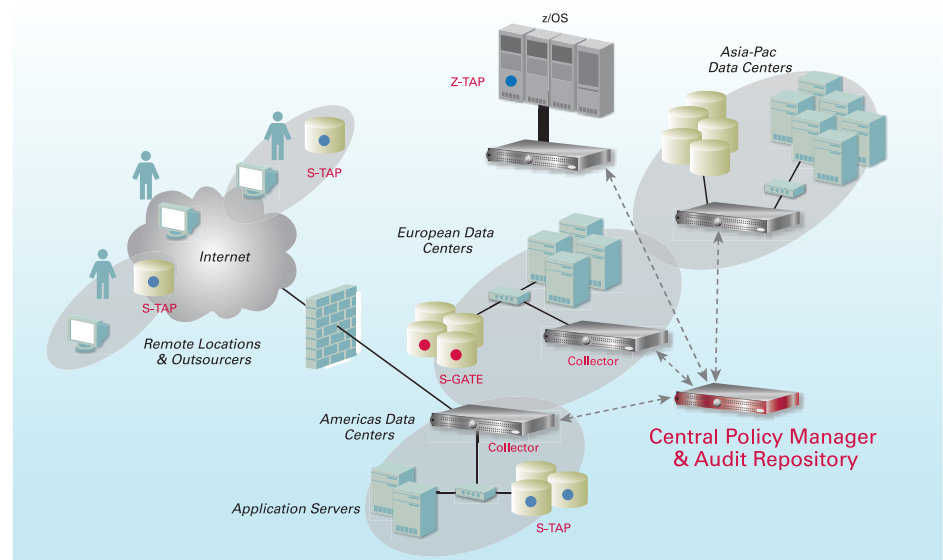 z/OS
Z-TAP
Asia-Pac
Data Centers
S-TAP
European Data
Centers
Internet
S-TAP
Remote Locations
& Outsourcers
S-GATE
Collector
Americas Data
Centers
Collector
Central Policy Manager
& Audit Repository
Application Servers
S-TAP